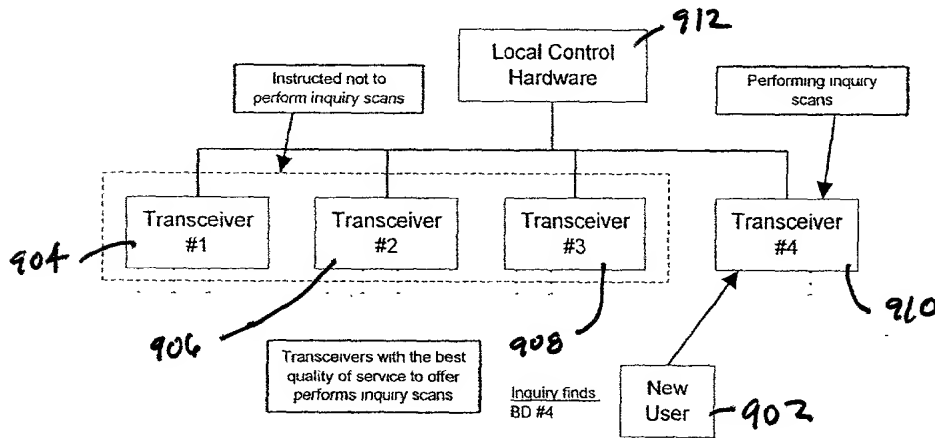 912
Local Control
Hardware
Instructed not to
perform inquiry scans
Performing inquiry
scans
Transceiver
#1
Transceiver
#2
Transceiver
#3
Transceiver
#4
904
906
908
910
Transceivers with the best
quality of service to offer
performs inquiry scans
Inquiry finds
BD #4
New
User
902